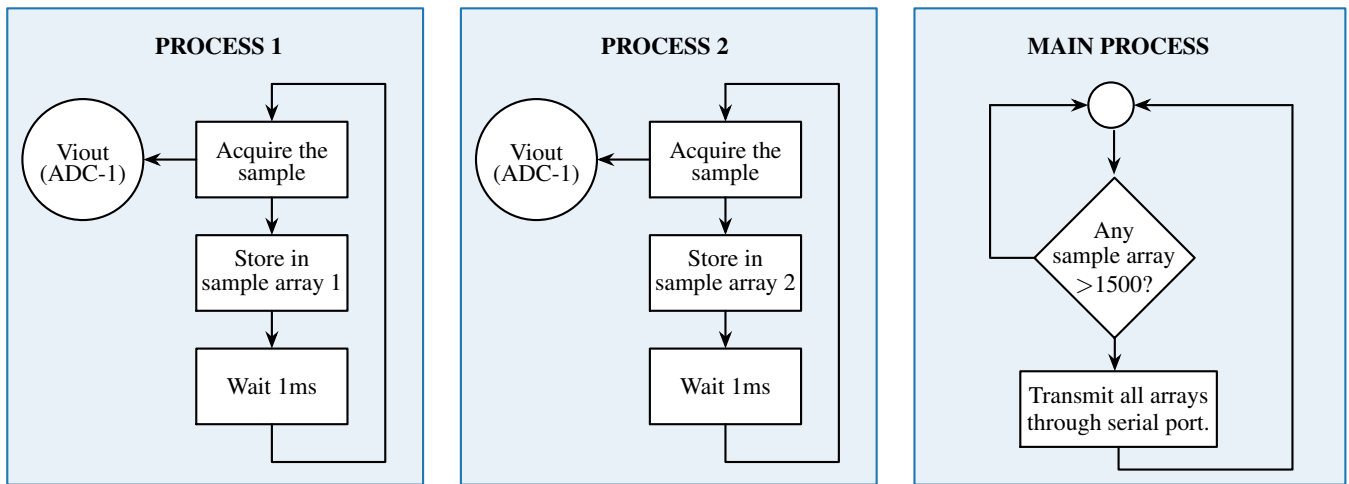 PROCESS 1
Viout
(ADC-1)
Acquire the
sample
Store in
sample array 1
Wait 1ms
PROCESS 2
Viout
(ADC-1)
Acquire the
sample
Store in
sample array 2
Wait 1ms
MAIN PROCESS
Any
sample array
>1500?
Transmit all arrays
through serial port.